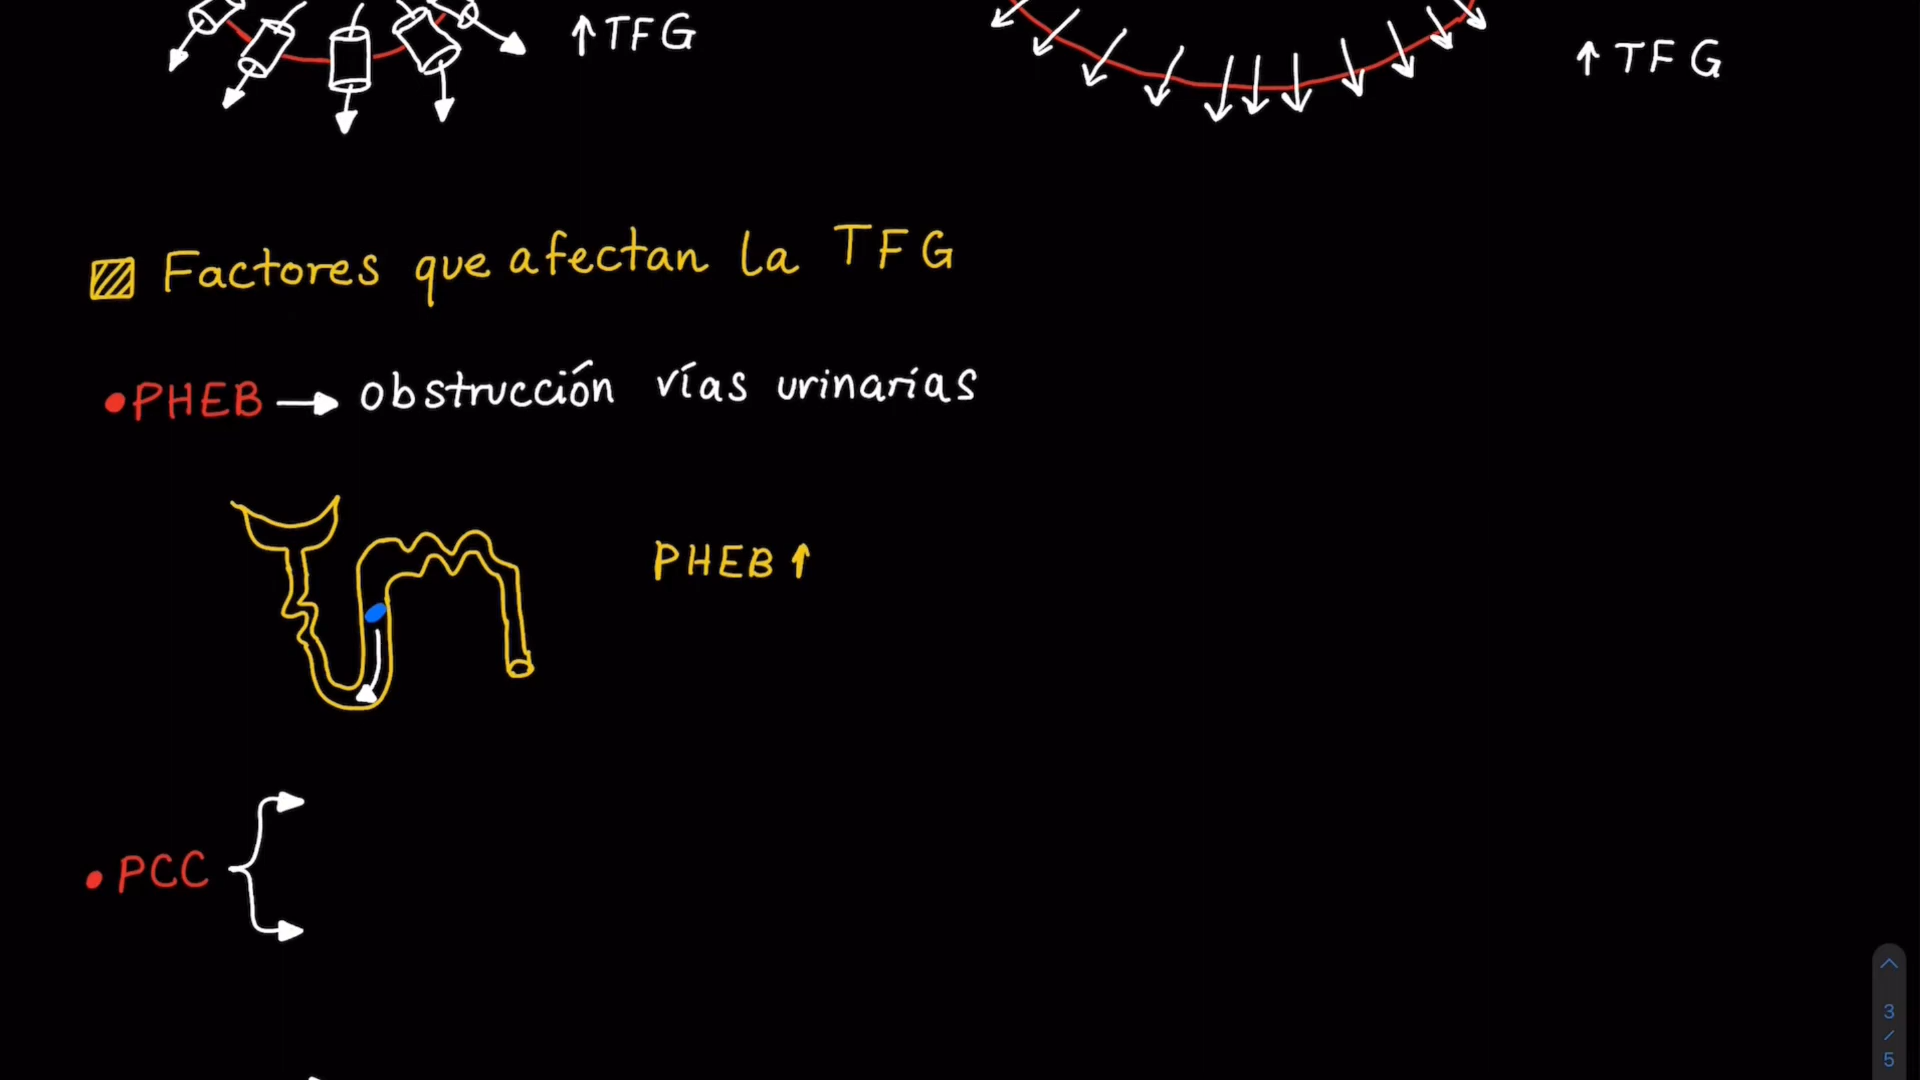 ↑ TFG
↑ TFG
Factores que afectan la TFG
• PHEB → obstrucción vías urinarias
PHEB ↑
• PCC
3
/
5